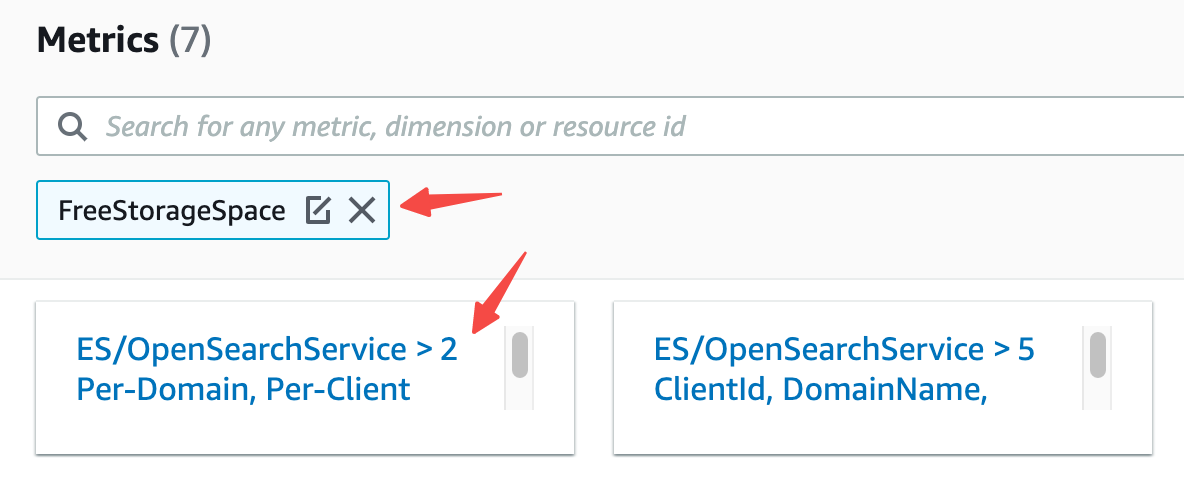 Metrics (7)
Search for any metric, dimension or resource id
FreeStorageSpace
ES/OpenSearchService > 2
Per-Domain, Per-Client
ES/OpenSearchService > 5
ClientId, DomainName,